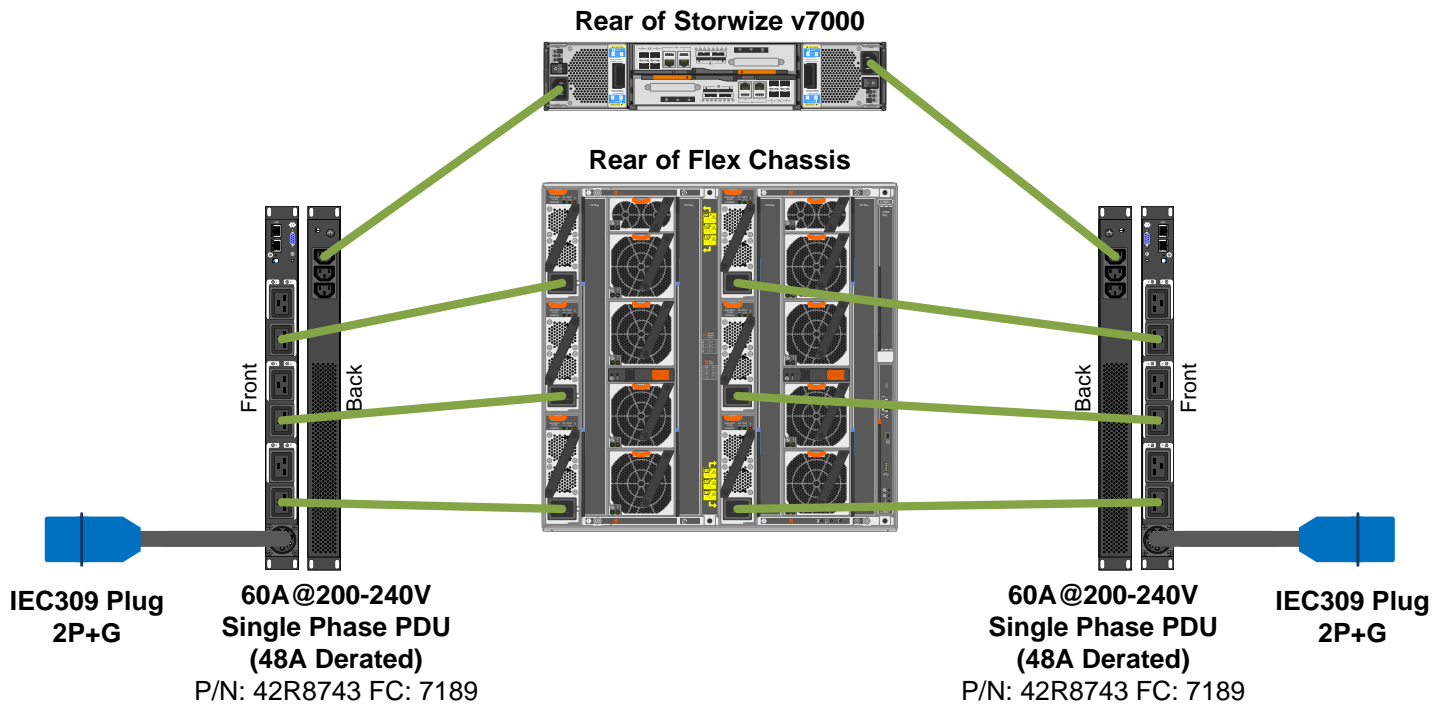 Rear of Storwize v7000
Rear of Flex Chassis
Front
Back
Back
Front
IEC309 Plug
2P+G
60A@200-240V
Single Phase PDU
(48A Derated)
P/N: 42R8743 FC: 7189
60A@200-240V
Single Phase PDU
(48A Derated)
P/N: 42R8743 FC: 7189
IEC309 Plug
2P+G